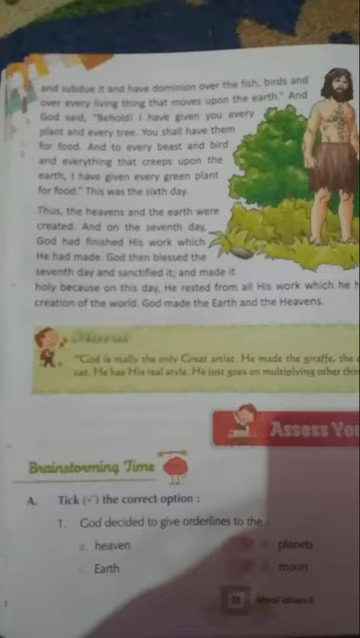 and subdue it and have dominion over the fish, birds and
over every living thing that moves upon the earth." And
God said, "Behold! I have given you every
plant and every tree. You shall have them
for food. And to every beast and bird
and everything that creeps upon the
earth, I have given every green plant
for food." This was the sixth day.
Thus, the heavens and the earth were
created. And on the seventh day,
God had finished His work which
He had made. God then blessed the
seventh day and sanctified it; and made it
holy because on this day, He rested from all His work which he
creation of the world. God made the Earth and the Heavens.
"God is really the only Great artist. He made the giraffe, the
cat. He has His real style. He just goes on multiplying other
Assess
Brainstorming Time
A. Tick (✓) the correct option :
1. God decided to give orderlines to the
a. heaven
planets
c. Earth
moon
Moral Values-8